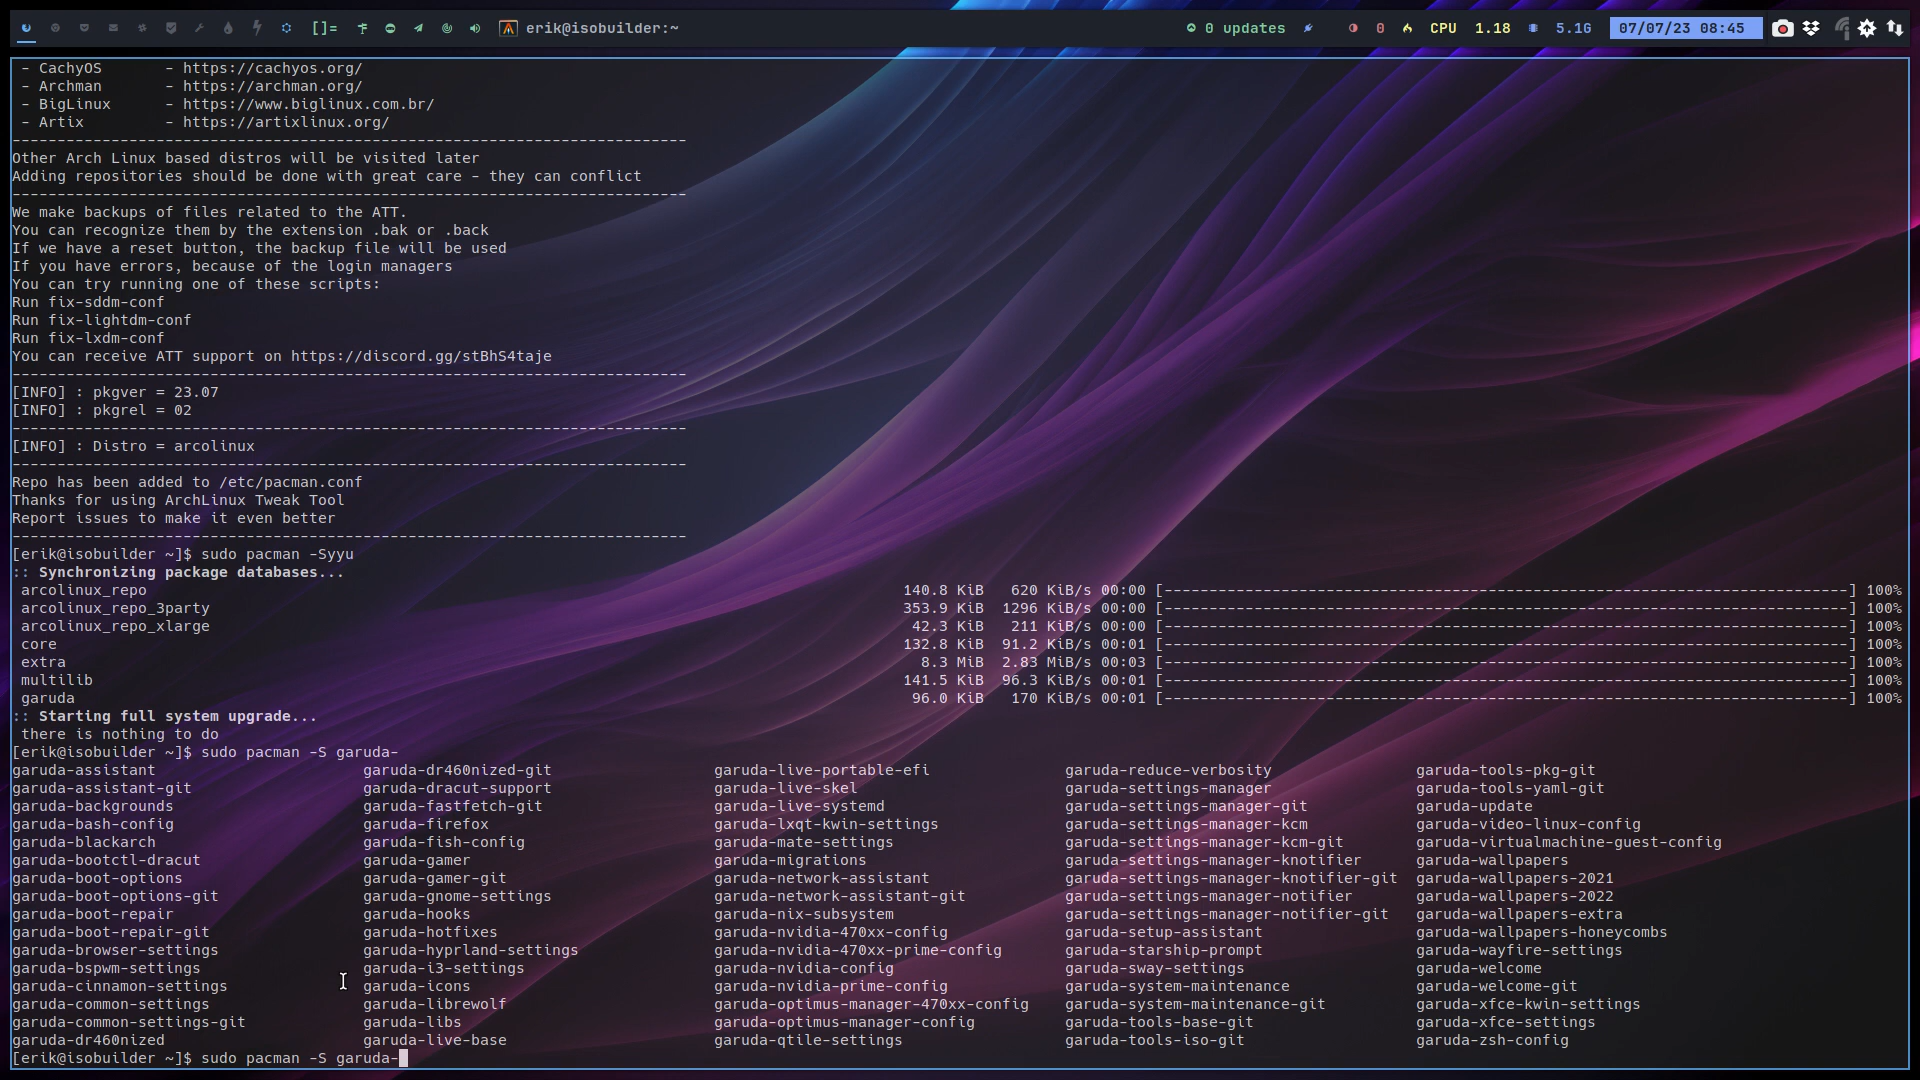 []= erik@isobuilder:~ 0 updates 0 CPU 1.18 5.1G 07/07/23 08:45
- CachyOS - https://cachyos.org/
- Archman - https://archman.org/
- BigLinux - https://www.biglinux.com.br/
- Artix - https://artixlinux.org/
---------------------------------------------------------------------------
Other Arch Linux based distros will be visited later
Adding repositories should be done with great care - they can conflict
---------------------------------------------------------------------------
We make backups of files related to the ATT.
You can recognize them by the extension .bak or .back
If we have a reset button, the backup file will be used
If you have errors, because of the login managers
You can try running one of these scripts:
Run fix-sddm-conf
Run fix-lightdm-conf
Run fix-lxdm-conf
You can receive ATT support on https://discord.gg/stBhS4taje
---------------------------------------------------------------------------
[INFO] : pkgver = 23.07
[INFO] : pkgrel = 02
---------------------------------------------------------------------------
[INFO] : Distro = arcolinux
---------------------------------------------------------------------------
Repo has been added to /etc/pacman.conf
Thanks for using ArchLinux Tweak Tool
Report issues to make it even better
---------------------------------------------------------------------------
[erik@isobuilder ~]$ sudo pacman -Syyu
:: Synchronizing package databases...
arcolinux_repo 140.8 KiB 620 KiB/s 00:00 [----------------------------------------------------------------------------] 100%
arcolinux_repo_3party 353.9 KiB 1296 KiB/s 00:00 [----------------------------------------------------------------------------] 100%
arcolinux_repo_xlarge 42.3 KiB 211 KiB/s 00:00 [----------------------------------------------------------------------------] 100%
core 132.8 KiB 91.2 KiB/s 00:01 [----------------------------------------------------------------------------] 100%
extra 8.3 MiB 2.83 MiB/s 00:03 [----------------------------------------------------------------------------] 100%
multilib 141.5 KiB 96.3 KiB/s 00:01 [----------------------------------------------------------------------------] 100%
garuda 96.0 KiB 170 KiB/s 00:01 [----------------------------------------------------------------------------] 100%
:: Starting full system upgrade...
there is nothing to do
[erik@isobuilder ~]$ sudo pacman -S garuda-
garuda-assistant garuda-dr460nized-git garuda-live-portable-efi garuda-reduce-verbosity garuda-tools-pkg-git
garuda-assistant-git garuda-dracut-support garuda-live-skel garuda-settings-manager garuda-tools-yaml-git
garuda-backgrounds garuda-fastfetch-git garuda-live-systemd garuda-settings-manager-git garuda-update
garuda-bash-config garuda-firefox garuda-lxqt-kwin-settings garuda-settings-manager-kcm garuda-video-linux-config
garuda-blackarch garuda-fish-config garuda-mate-settings garuda-settings-manager-kcm-git garuda-virtualmachine-guest-config
garuda-bootctl-dracut garuda-gamer garuda-migrations garuda-settings-manager-knotifier garuda-wallpapers
garuda-boot-options garuda-gamer-git garuda-network-assistant garuda-settings-manager-knotifier-git garuda-wallpapers-2021
garuda-boot-options-git garuda-gnome-settings garuda-network-assistant-git garuda-settings-manager-notifier garuda-wallpapers-2022
garuda-boot-repair garuda-hooks garuda-nix-subsystem garuda-settings-manager-notifier-git garuda-wallpapers-extra
garuda-boot-repair-git garuda-hotfixes garuda-nvidia-470xx-config garuda-setup-assistant garuda-wallpapers-honeycombs
garuda-browser-settings garuda-hyprland-settings garuda-nvidia-470xx-prime-config garuda-starship-prompt garuda-wayfire-settings
garuda-bspwm-settings garuda-i3-settings garuda-nvidia-config garuda-sway-settings garuda-welcome
garuda-cinnamon-settings garuda-icons garuda-nvidia-prime-config garuda-system-maintenance garuda-welcome-git
garuda-common-settings garuda-librewolf garuda-optimus-manager-470xx-config garuda-system-maintenance-git garuda-xfce-kwin-settings
garuda-common-settings-git garuda-libs garuda-optimus-manager-config garuda-tools-base-git garuda-xfce-settings
garuda-dr460nized garuda-live-base garuda-qtile-settings garuda-tools-iso-git garuda-zsh-config
[erik@isobuilder ~]$ sudo pacman -S garuda-